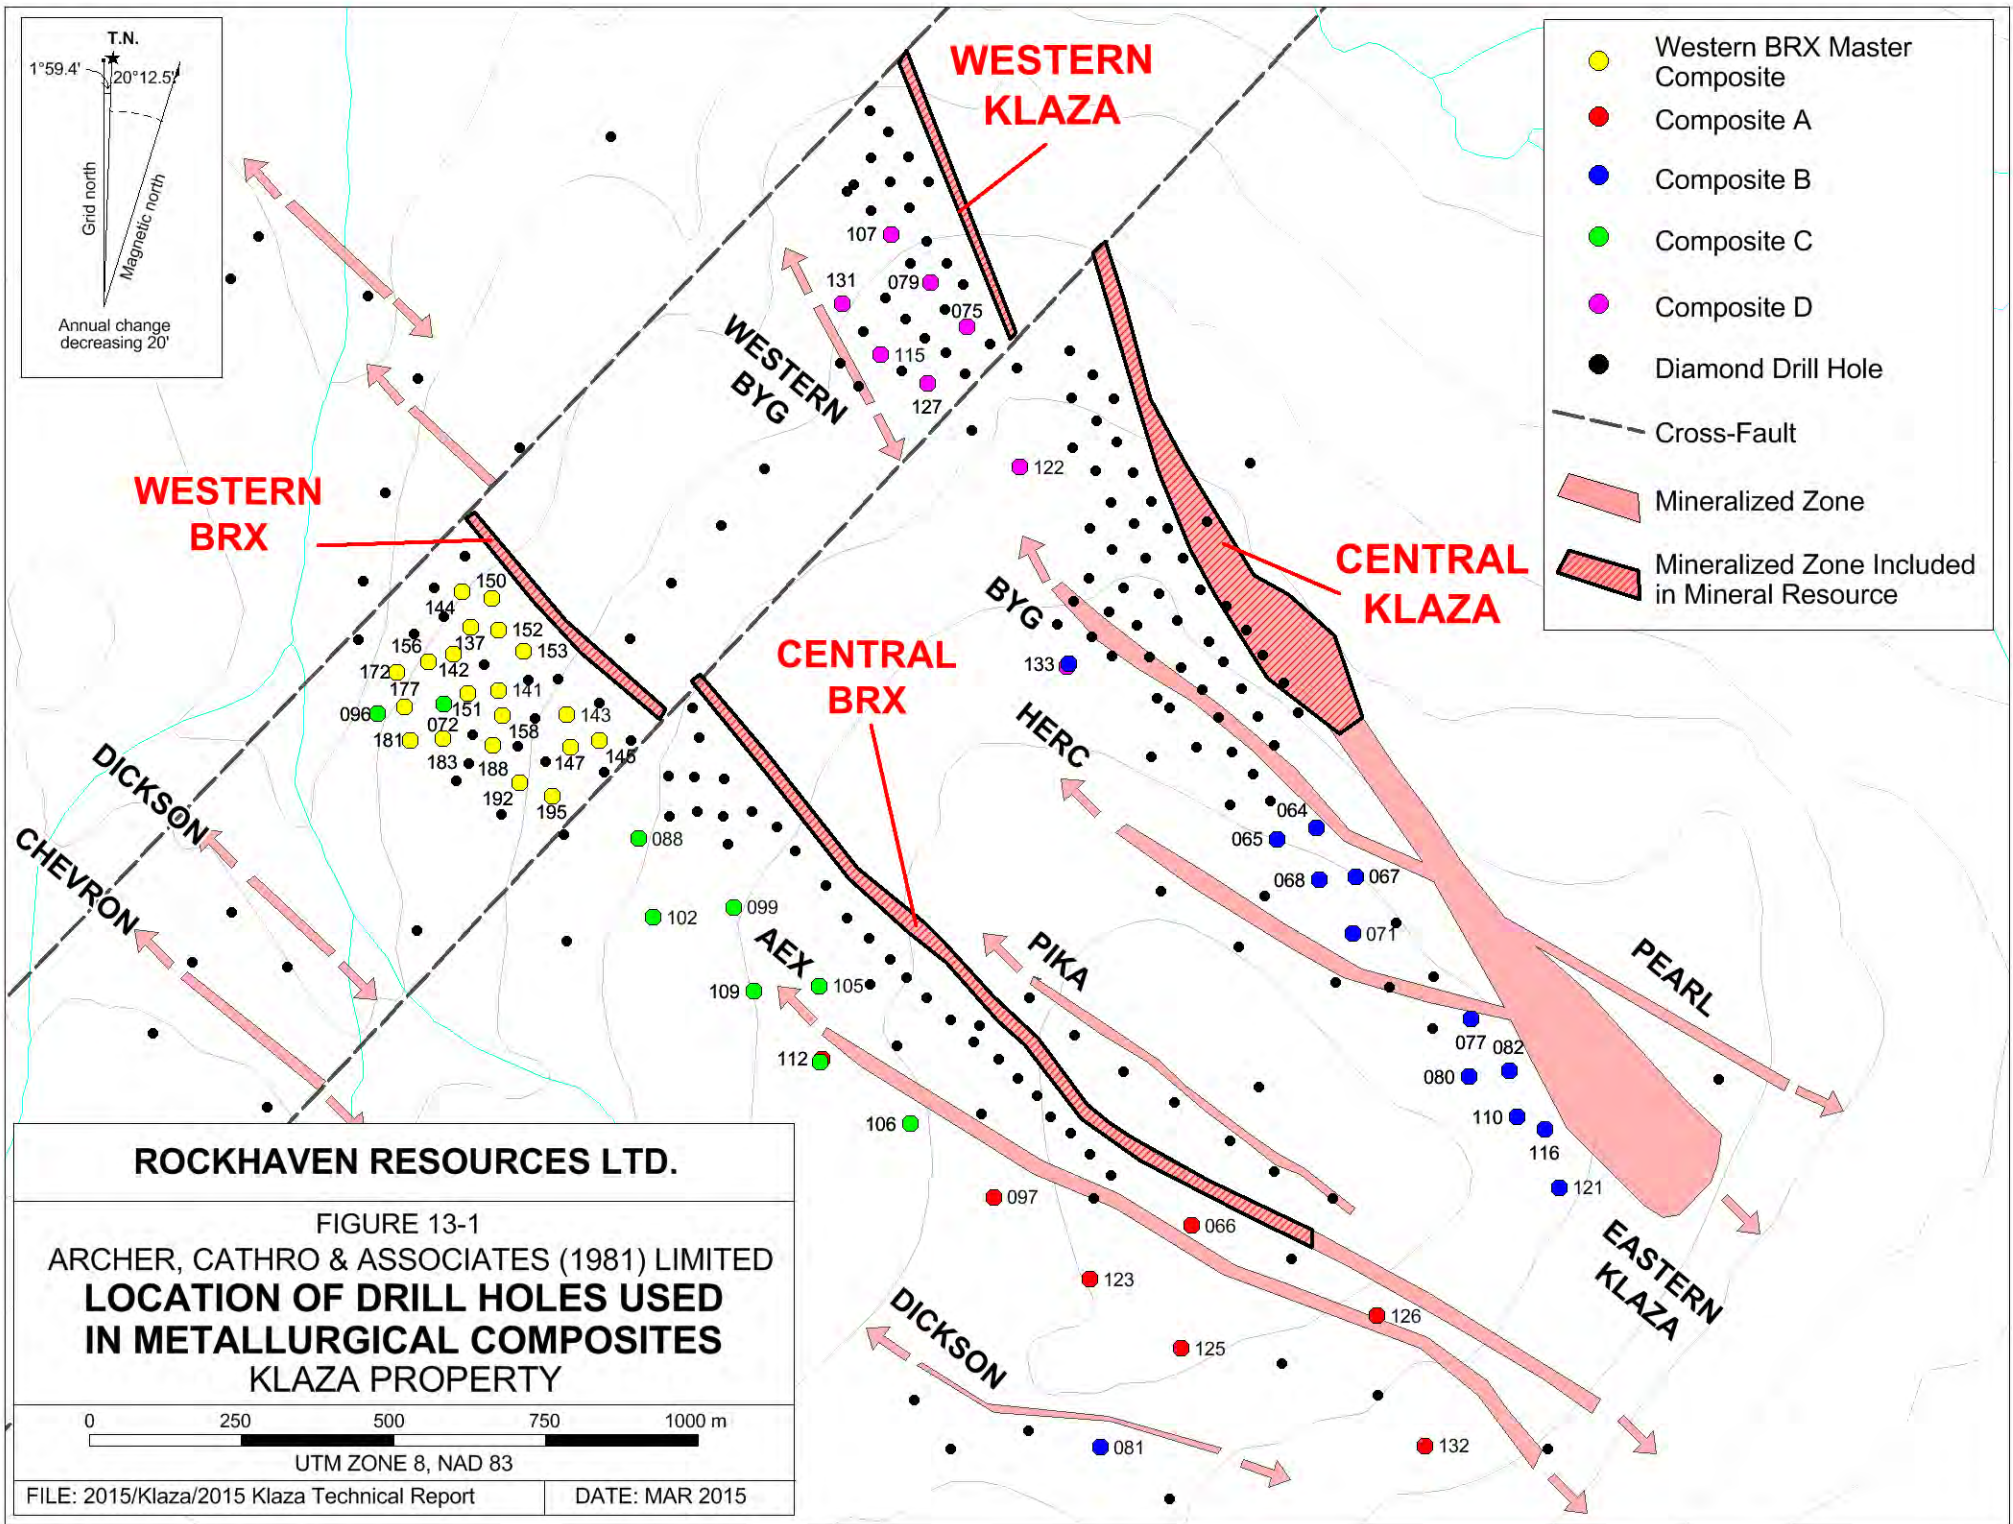 T.N.
1°59.4'
20°12.5'
Grid north
Magnetic north
Annual change
decreasing 20'
WESTERN
KLAZA
Western BRX Master
Composite
Composite A
Composite B
Composite C
Composite D
Diamond Drill Hole
Cross-Fault
Mineralized Zone
Mineralized Zone Included
in Mineral Resource
107
131
079
075
115
127
WESTERN
BYG
122
WESTERN
BRX
CENTRAL
KLAZA
BYG
133
HERC
CENTRAL
BRX
150
144
152
156
137
153
172
142
177
141
096
151
072
143
158
181
183
188
147
145
192
195
DICKSON
CHEVRON
088
102
099
AEX
109
105
112
106
PIKA
064
065
068
067
071
PEARL
077
082
080
110
116
121
EASTERN
KLAZA
097
066
123
125
126
DICKSON
081
132
ROCKHAVEN RESOURCES LTD.
FIGURE 13-1
ARCHER, CATHRO & ASSOCIATES (1981) LIMITED
LOCATION OF DRILL HOLES USED
IN METALLURGICAL COMPOSITES
KLAZA PROPERTY
0 250 500 750 1000 m
UTM ZONE 8, NAD 83
FILE: 2015/Klaza/2015 Klaza Technical Report
DATE: MAR 2015